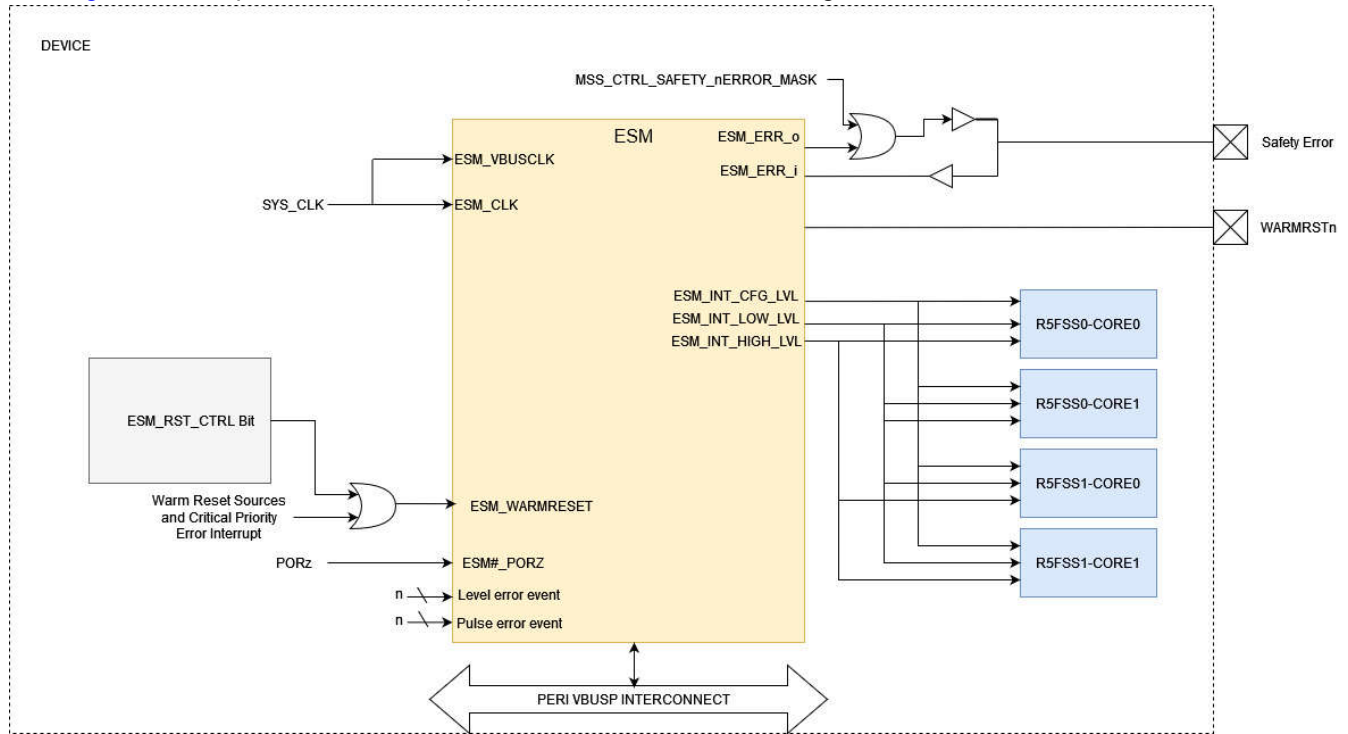 DEVICE
MSS_CTRL_SAFETY_nERROR_MASK
ESM
ESM_ERR_o
ESM_ERR_i
Safety Error
ESM_VBUSCLK
SYS_CLK
ESM_CLK
WARMRSTn
ESM_INT_CFG_LVL
ESM_INT_LOW_LVL
ESM_INT_HIGH_LVL
R5FSS0-CORE0
R5FSS0-CORE1
R5FSS1-CORE0
R5FSS1-CORE1
ESM_RST_CTRL Bit
Warm Reset Sources
and Critical Priority
Error Interrupt
ESM_WARMRESET
PORz
ESM#_PORZ
n
Level error event
n
Pulse error event
PERI VBUSP INTERCONNECT